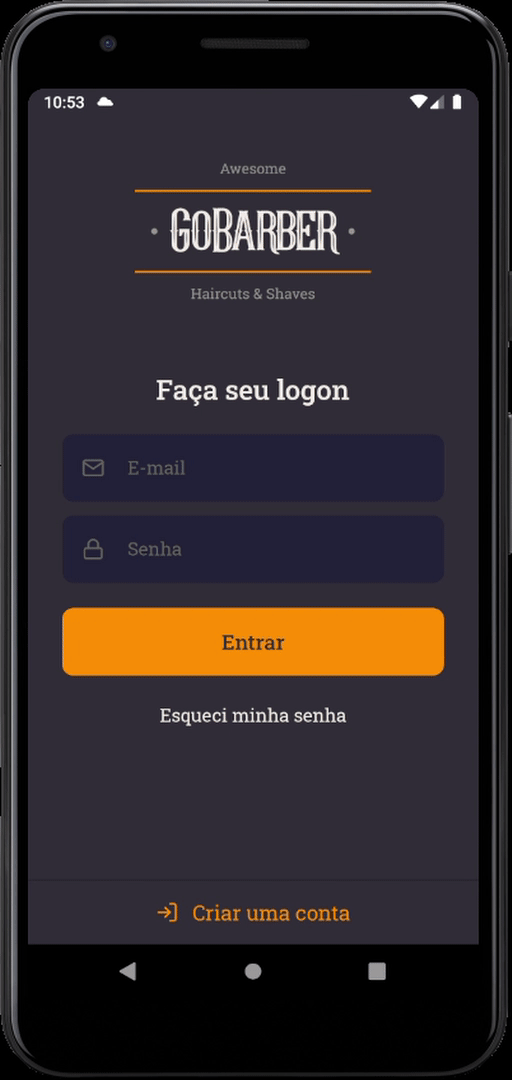 10:53
Awesome
GoBARBER
Haircuts & Shaves
Faça seu logon
E-mail
Senha
Entrar
Esqueci minha senha
Criar uma conta